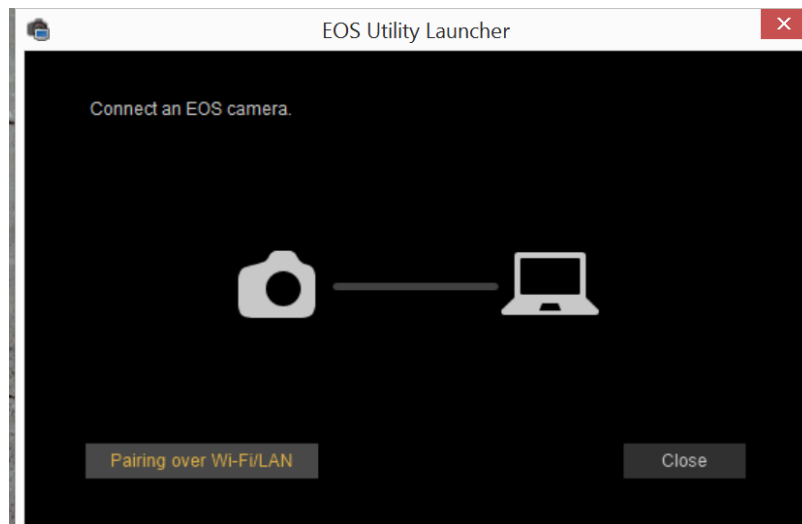 EOS Utility Launcher
Connect an EOS camera.
Pairing over Wi-Fi/LAN
Close